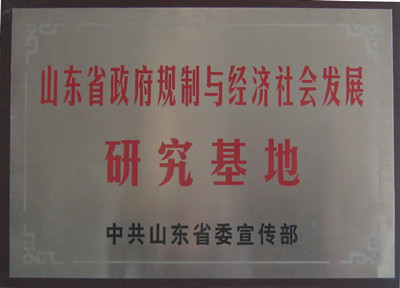 山东省政府规制与经济社会发展
研究基地
中共山东省委宣传部